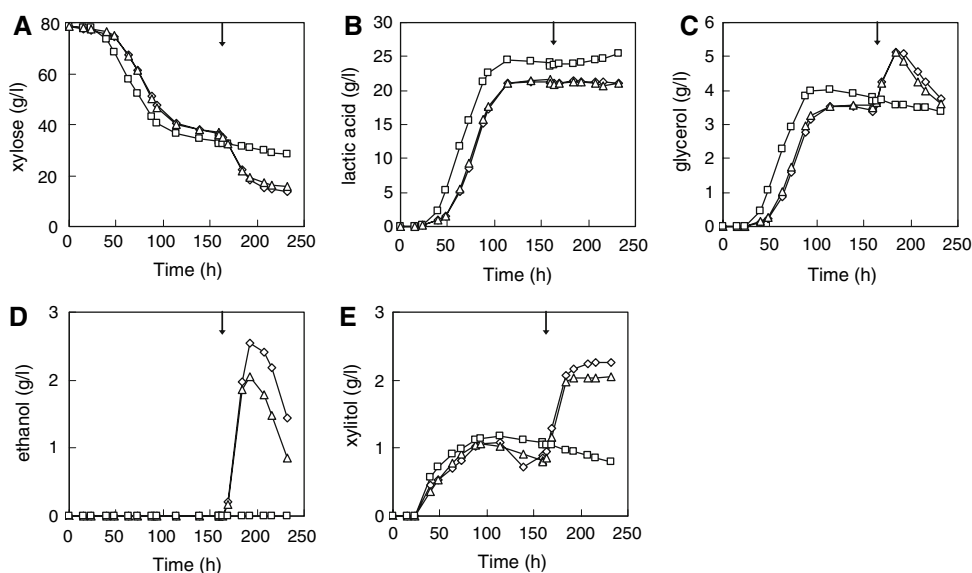 A
xylose (g/l)
80
60
40
20
0
0 50 100 150 200 250
Time (h)
B
lactic acid (g/l)
30
25
20
15
10
5
0
0 50 100 150 200 250
Time (h)
C
glycerol (g/l)
6
5
4
3
2
1
0
0 50 100 150 200 250
Time (h)
D
ethanol (g/l)
3
2
1
0
0 50 100 150 200 250
Time (h)
E
xylitol (g/l)
3
2
1
0
0 50 100 150 200 250
Time (h)